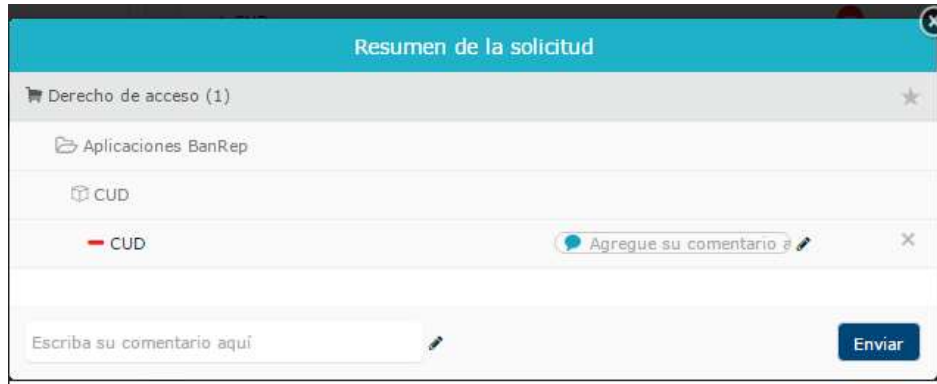 Resumen de la solicitud
Derecho de acceso (1)
Aplicaciones BanRep
CUD
CUD
Agregue su comentario a
Escriba su comentario aquí
Enviar